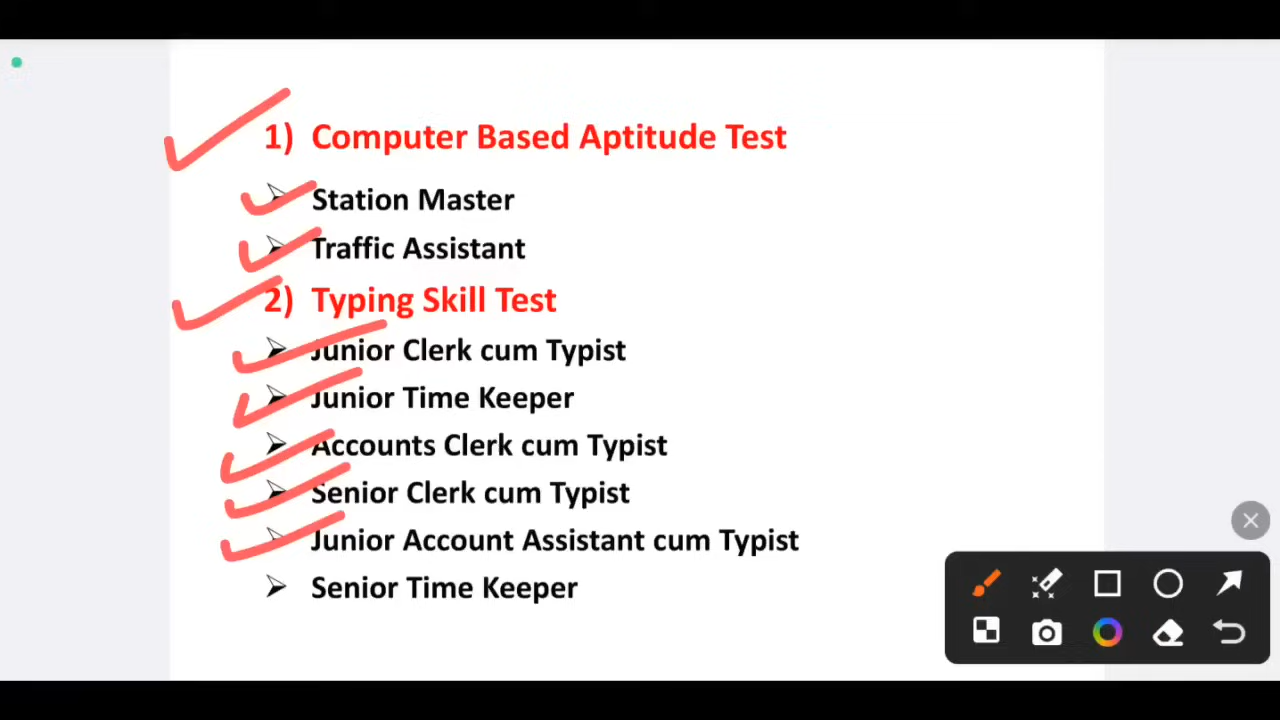 1) Computer Based Aptitude Test
➢ Station Master
➢ Traffic Assistant
2) Typing Skill Test
➢ Junior Clerk cum Typist
➢ Junior Time Keeper
➢ Accounts Clerk cum Typist
➢ Senior Clerk cum Typist
➢ Junior Account Assistant cum Typist
➢ Senior Time Keeper